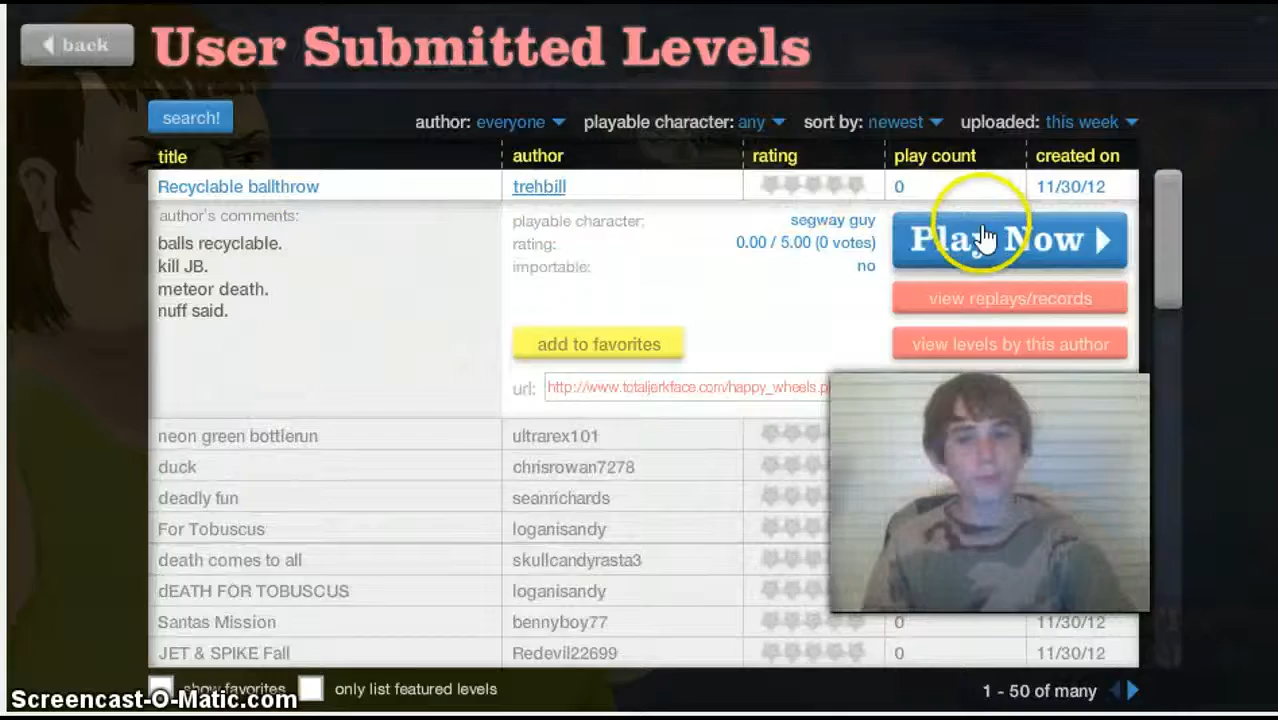 back
User Submitted Levels
search!
author: everyone playable character: any sort by: newest uploaded: this week
title author rating play count created on
Recyclable ballthrow trehbill 0 11/30/12
author's comments:
balls recyclable.
kill JB.
meteor death.
nuff said.
playable character: segway guy
rating: 0.00 / 5.00 (0 votes)
importable: no
Play Now
view replays/records
add to favorites
view levels by this author
url: http://www.totaljerkface.com/happy_wheels.p
neon green bottlerun ultrarex101
duck chrisrowan7278
deadly fun seanrichards
For Tobuscus loganisandy
death comes to all skullcandyrasta3
dEATH FOR TOBUSCUS loganisandy
Santas Mission bennyboy77 0 11/30/12
JET & SPIKE Fall Redevil22699 0 11/30/12
show favorites only list featured levels 1 - 50 of many
Screencast-O-Matic.com